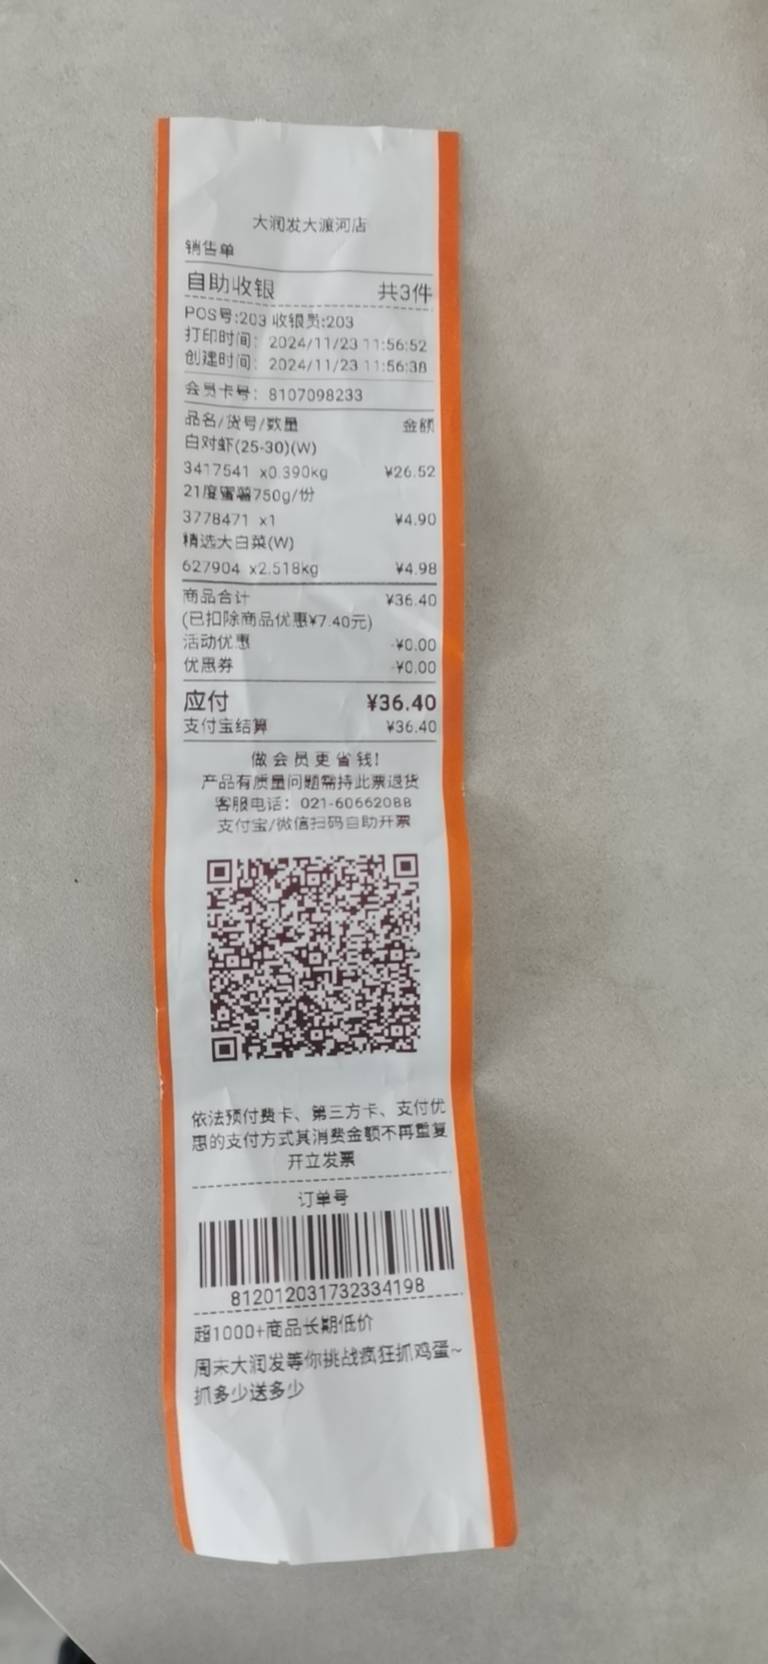 大润发大渡河店
销售单
自助收银 共3件
POS号:203 收银员:203
打印时间: 2024/11/23 11:56:52
创建时间: 2024/11/23 11:56:38
会员卡号: 8107098233
品名/货号/数量 金额
白对虾(25-30)(W)
3417541 x0.390kg ¥26.52
21度蜜薯750g/份
3778471 x1 ¥4.90
精选大白菜(W)
627904 x2.518kg ¥4.98
商品合计 ¥36.40
(已扣除商品优惠¥7.40元)
活动优惠 -¥0.00
优惠券 -¥0.00
应付 ¥36.40
支付宝结算 ¥36.40
做会员更省钱!
产品有质量问题需持此票退货
客服电话: 021-60662088
支付宝/微信扫码自助开票
依法预付费卡、第三方卡、支付优
惠的支付方式其消费金额不再重复
开立发票
订单号
812012031732334198
超1000+商品长期低价
周末大润发等你挑战疯狂抓鸡蛋~
抓多少送多少